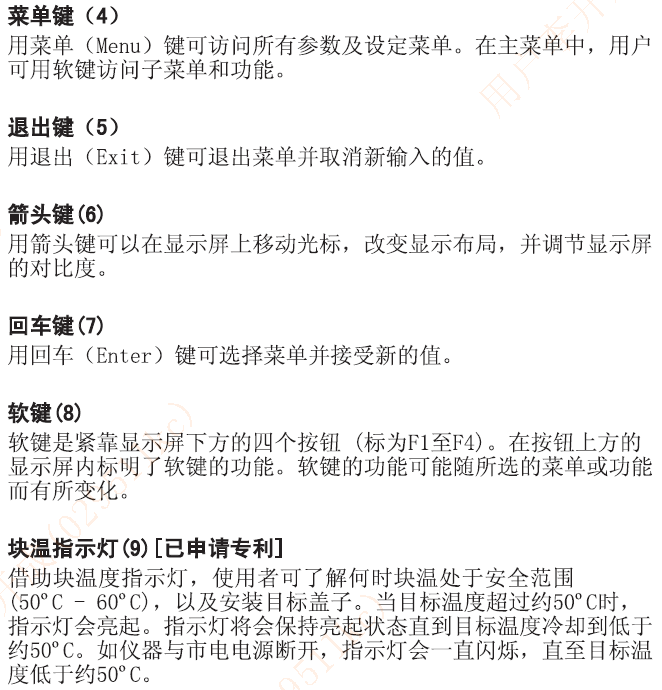 菜单键（4）
用菜单（Menu）键可访问所有参数及设定菜单。在主菜单中，用户
可用软键访问子菜单和功能。
退出键（5）
用退出（Exit）键可退出菜单并取消新输入的值。
箭头键(6)
用箭头键可以在显示屏上移动光标，改变显示布局，并调节显示屏
的对比度。
回车键(7)
用回车（Enter）键可选择菜单并接受新的值。
软键(8)
软键是紧靠显示屏下方的四个按钮 (标为F1至F4)。在按钮上方的
显示屏内标明了软键的功能。软键的功能可能随所选的菜单或功能
而有所变化。
块温指示灯(9)[已申请专利]
借助块温度指示灯，使用者可了解何时块温处于安全范围
(50°C - 60°C)，以及安装目标盖子。当目标温度超过约50°C时，
指示灯会亮起。指示灯将会保持亮起状态直到目标温度冷却到低于
约50°C。如仪器与市电电源断开，指示灯会一直闪烁，直至目标温
度低于约50°C。